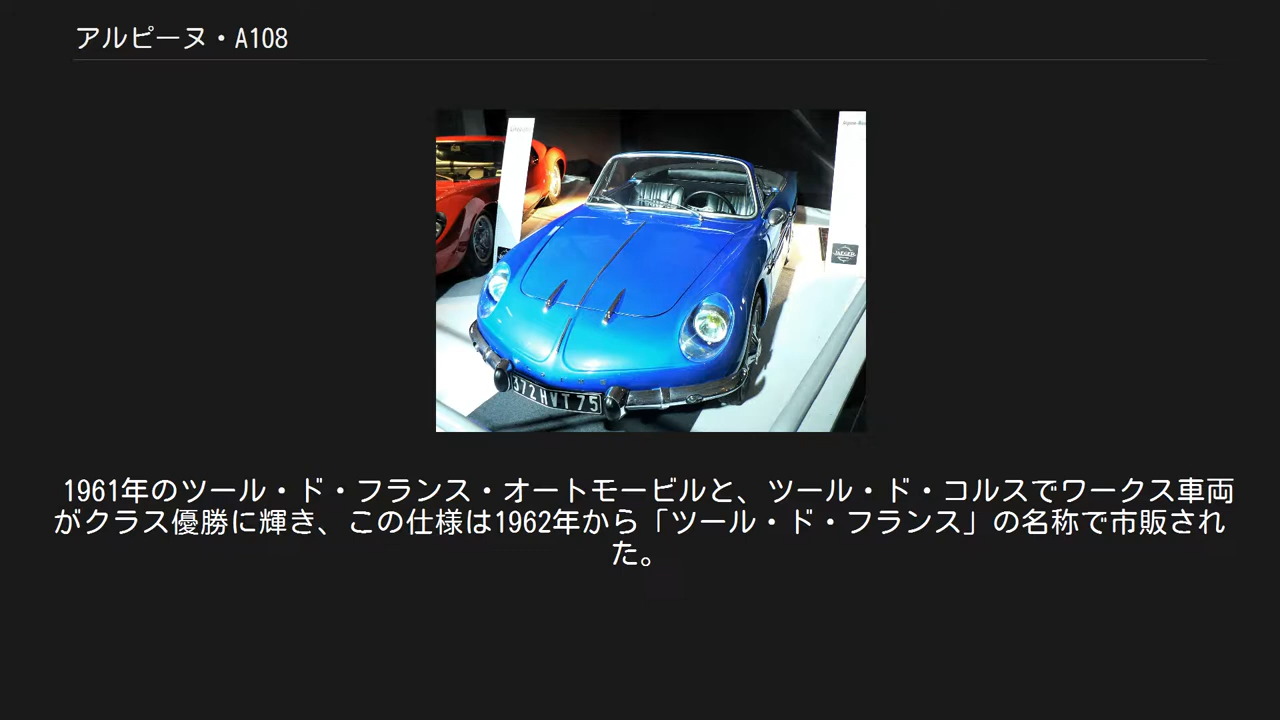 アルピーヌ・A108
372HVT75
JAEGER
1961年のツール・ド・フランス・オートモービルと、ツール・ド・コルスでワークス車両
がクラス優勝に輝き、この仕様は1962年から「ツール・ド・フランス」の名称で市販され
た。